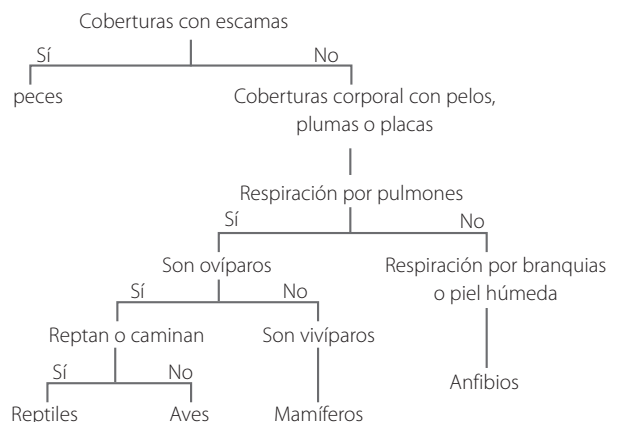 Coberturas con escamas
Sí
No
peces
Coberturas corporal con pelos,
plumas o placas
Respiración por pulmones
Sí
No
Son ovíparos
Respiración por branquias
o piel húmeda
Sí
No
Reptan o caminan
Son vivíparos
Sí
No
Anfibios
Reptiles
Aves
Mamíferos